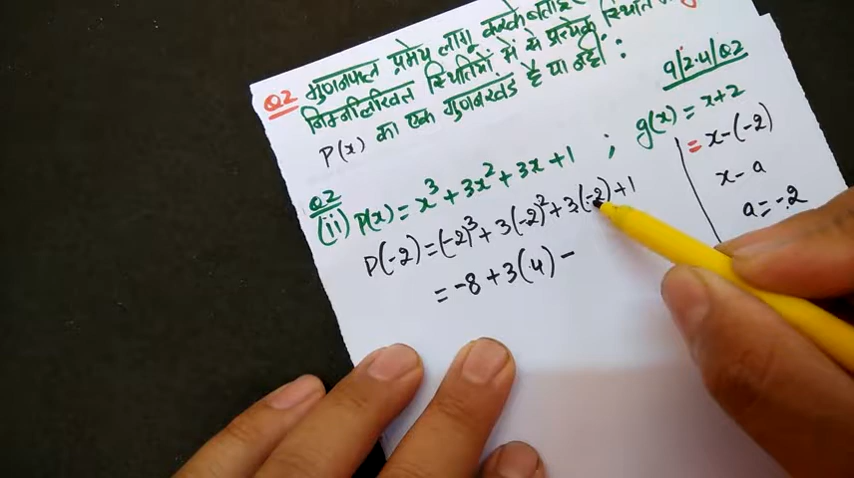 Q2 गुणनफल प्रमेय लागू करके बताइए
निम्नलिखित स्थितियों में से प्रत्येक स्थिति में
P(x) का एक गुणनखंड है या नहीं :
9/2.4/Q2
Q2
(ii) P(x) = x³ + 3x² + 3x + 1 ; g(x) = x+2
P(-2) = (-2)³ + 3(-2)² + 3(-2) + 1
= -8 + 3(4) -
= x-(-2)
x - a
a = -2